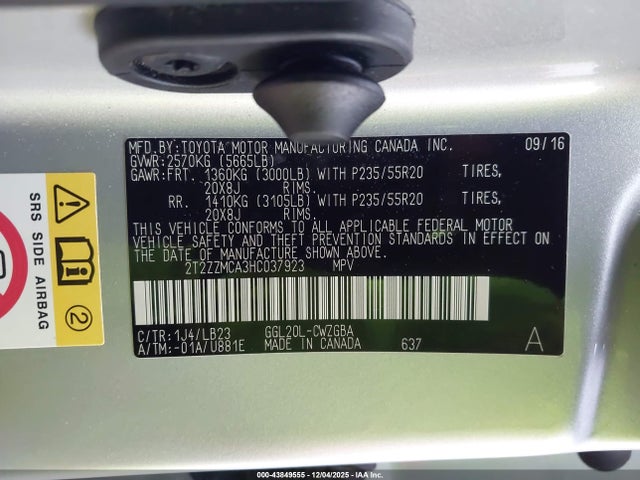 MFD.BY:TOYOTA MOTOR MANUFACTURING CANADA INC. 09/16
GVWR:2570KG (5665LB)
GAWR:FRT. 1360KG (3000LB) WITH P235/55R20 TIRES,
20X8J RIMS.
RR. 1410KG (3105LB) WITH P235/55R20 TIRES,
20X8J RIMS.
THIS VEHICLE CONFORMS TO ALL APPLICABLE FEDERAL MOTOR
VEHICLE SAFETY AND THEFT PREVENTION STANDARDS IN EFFECT ON
THE DATE OF MANUFACTURE SHOWN ABOVE.
2T2ZZMCA3HC037923 MPV
C/TR:1J4/LB23 GGL20L-CWZGBA
A/TM:-01A/U881E MADE IN CANADA 637 A
SRS SIDE AIRBAG
2
000-43849555 - 12/04/2025 - IAA Inc.